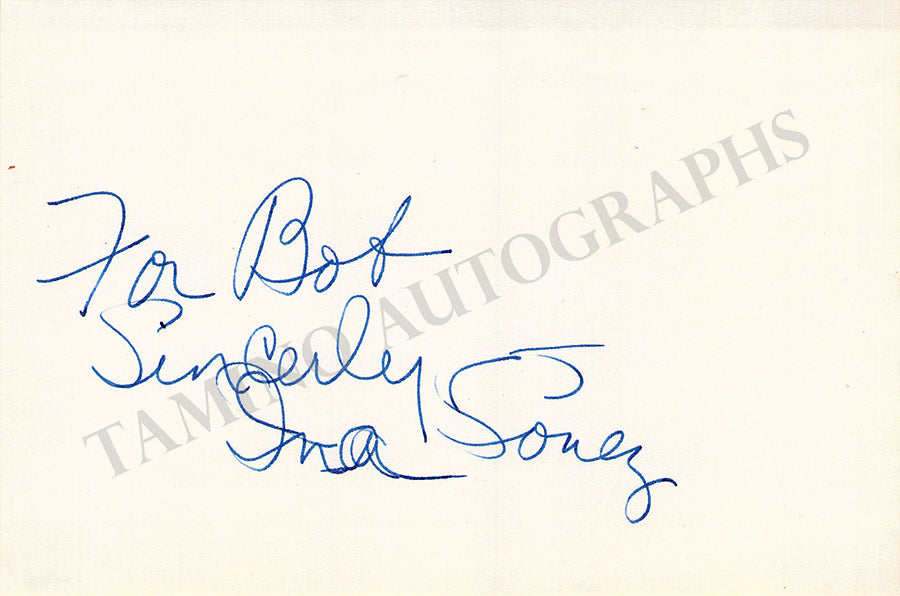 For Bob
Sincerely
Ina Souez
TAMINO AUTOGRAPHS